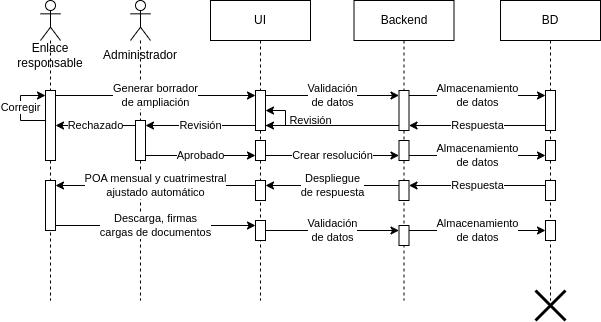 UI
Backend
BD
Enlace
responsable
Administrador
Generar borrador
de ampliación
Validación
de datos
Almacenamiento
de datos
Corregir
Rechazado
Revisión
Revisión
Respuesta
Aprobado
Crear resolución
Almacenamiento
de datos
POA mensual y cuatrimestral
ajustado automático
Despliegue
de respuesta
Respuesta
Descarga, firmas
cargas de documentos
Validación
de datos
Almacenamiento
de datos